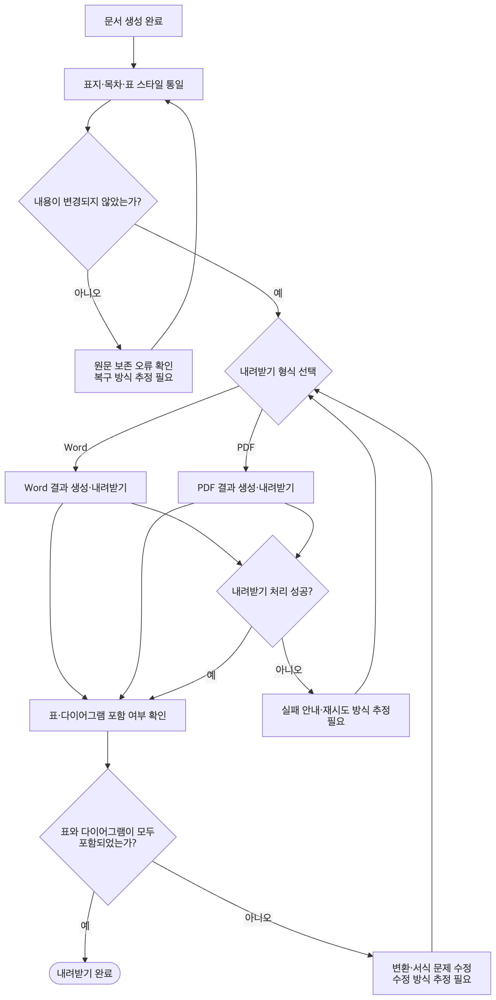 문서 생성 완료
표지·목차·표 스타일 통일
내용이 변경되지 않았는가?
아니오
예
원문 보존 오류 확인
복구 방식 추정 필요
내려받기 형식 선택
Word
PDF
Word 결과 생성·내려받기
PDF 결과 생성·내려받기
내려받기 처리 성공?
예
아니오
표·다이어그램 포함 여부 확인
실패 안내·재시도 방식 추정
필요
표와 다이어그램이 모두
포함되었는가?
아니오
예
내려받기 완료
변환·서식 문제 수정
수정 방식 추정 필요